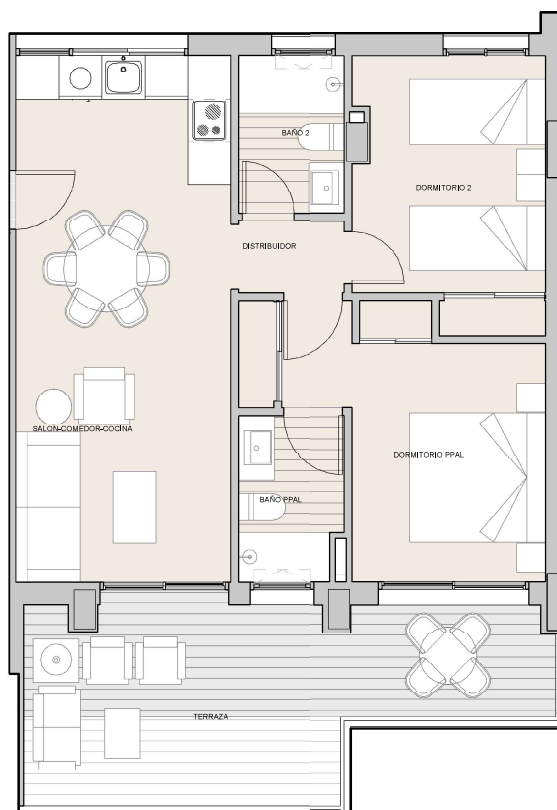 BAÑO 2
DORMITORIO 2
DISTRIBUIDOR
SALON-COMEDOR-COCINA
DORMITORIO PPAL
BAÑO PPAL
TERRAZA